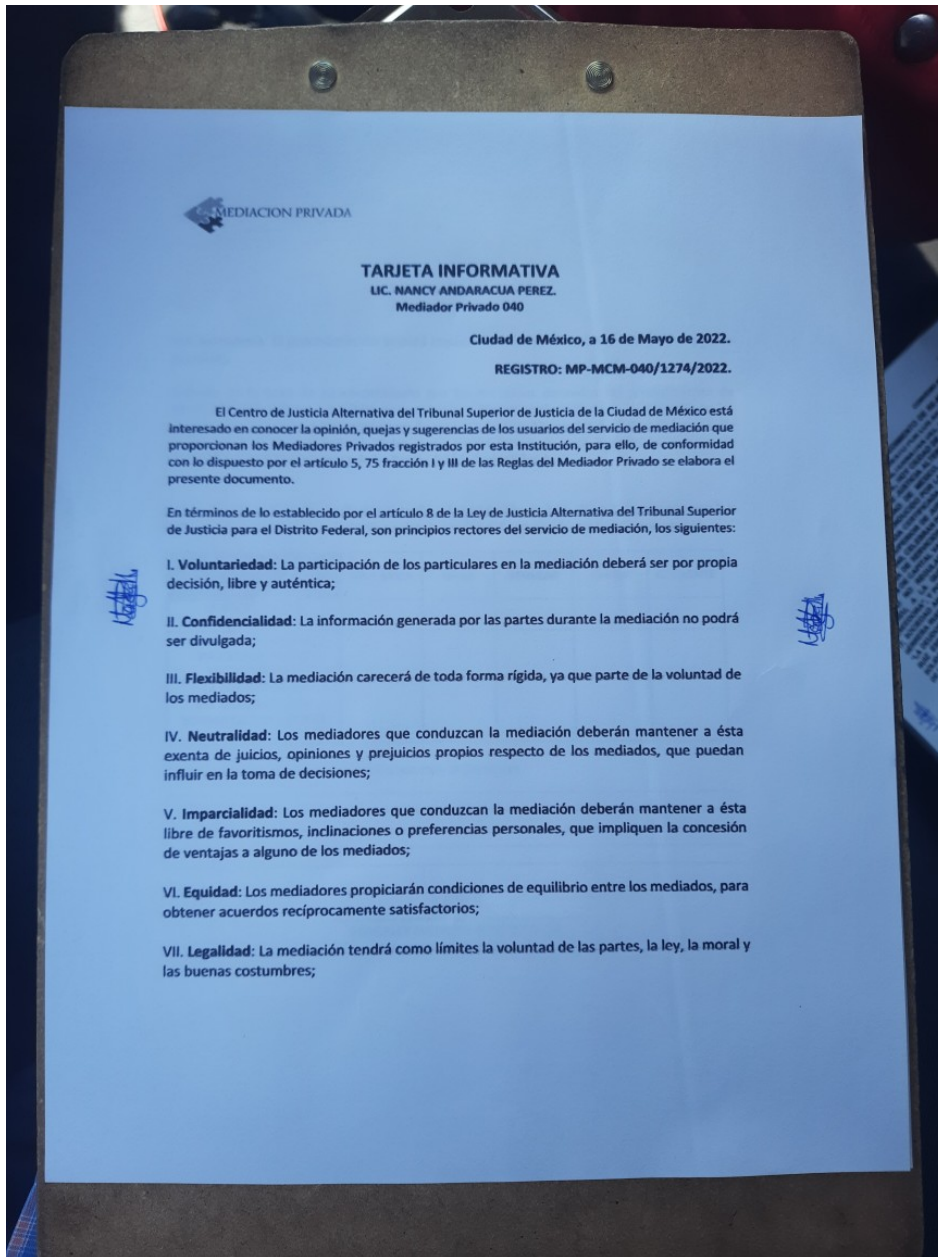 MEDIACION PRIVADA
TARJETA INFORMATIVA
LIC. NANCY ANDARACUA PEREZ.
Mediador Privado 040
Ciudad de México, a 16 de Mayo de 2022.
REGISTRO: MP-MCM-040/1274/2022.
El Centro de Justicia Alternativa del Tribunal Superior de Justicia de la Ciudad de México está
interesado en conocer la opinión, quejas y sugerencias de los usuarios del servicio de mediación que
proporcionan los Mediadores Privados registrados por esta Institución, para ello, de conformidad
con lo dispuesto por el artículo 5, 75 fracción I y III de las Reglas del Mediador Privado se elabora el
presente documento.
En términos de lo establecido por el artículo 8 de la Ley de Justicia Alternativa del Tribunal Superior
de Justicia para el Distrito Federal, son principios rectores del servicio de mediación, los siguientes:
I. Voluntariedad: La participación de los particulares en la mediación deberá ser por propia
decisión, libre y auténtica;
II. Confidencialidad: La información generada por las partes durante la mediación no podrá
ser divulgada;
III. Flexibilidad: La mediación carecerá de toda forma rígida, ya que parte de la voluntad de
los mediados;
IV. Neutralidad: Los mediadores que conduzcan la mediación deberán mantener a ésta
exenta de juicios, opiniones y prejuicios propios respecto de los mediados, que puedan
influir en la toma de decisiones;
V. Imparcialidad: Los mediadores que conduzcan la mediación deberán mantener a ésta
libre de favoritismos, inclinaciones o preferencias personales, que impliquen la concesión
de ventajas a alguno de los mediados;
VI. Equidad: Los mediadores propiciarán condiciones de equilibrio entre los mediados, para
obtener acuerdos recíprocamente satisfactorios;
VII. Legalidad: La mediación tendrá como límites la voluntad de las partes, la ley, la moral y
las buenas costumbres;